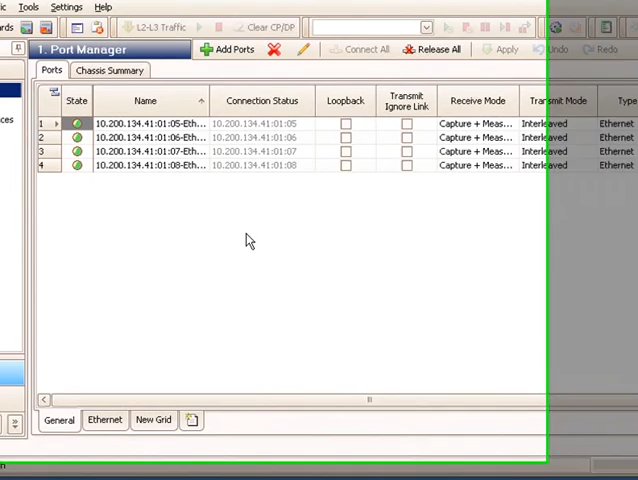 ic Tools Settings Help
ards L2-L3 Traffic Clear CP/DP
1. Port Manager Add Ports Connect All Release All Apply Undo Redo
Ports Chassis Summary
State Name Connection Status Loopback Transmit Ignore Link Receive Mode Transmit Mode Type
1 10.200.134.41:01:05-Eth... 10.200.134.41:01:05 Capture + Meas... Interleaved Ethernet
2 10.200.134.41:01:06-Eth... 10.200.134.41:01:06 Capture + Meas... Interleaved Ethernet
3 10.200.134.41:01:07-Eth... 10.200.134.41:01:07 Capture + Meas... Interleaved Ethernet
4 10.200.134.41:01:08-Eth... 10.200.134.41:01:08 Capture + Meas... Interleaved Ethernet
ces
General Ethernet New Grid